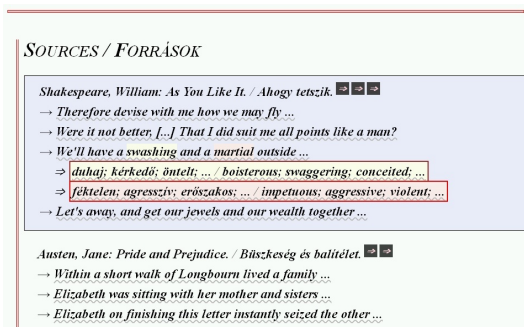 SOURCES / FORRÁSOK
Shakespeare, William: As You Like It. / Ahogy tetszik. ⇒ ⇒ ⇒
→ Therefore devise with me how we may fly ...
→ Were it not better, [...] That I did suit me all points like a man?
→ We'll have a swashing and a martial outside ...
⇒ duhaj; kérkedő; öntelt; ... / boisterous; swaggering; conceited; ...
⇒ féktelen; agresszív; erőszakos; ... / impetuous; aggressive; violent; ...
→ Let's away, and get our jewels and our wealth together ...
Austen, Jane: Pride and Prejudice. / Büszkeség és balítélet. ⇒ ⇒
→ Within a short walk of Longbourn lived a family ...
→ Elizabeth was sitting with her mother and sisters ...
→ Elizabeth on finishing this letter instantly seized the other ...